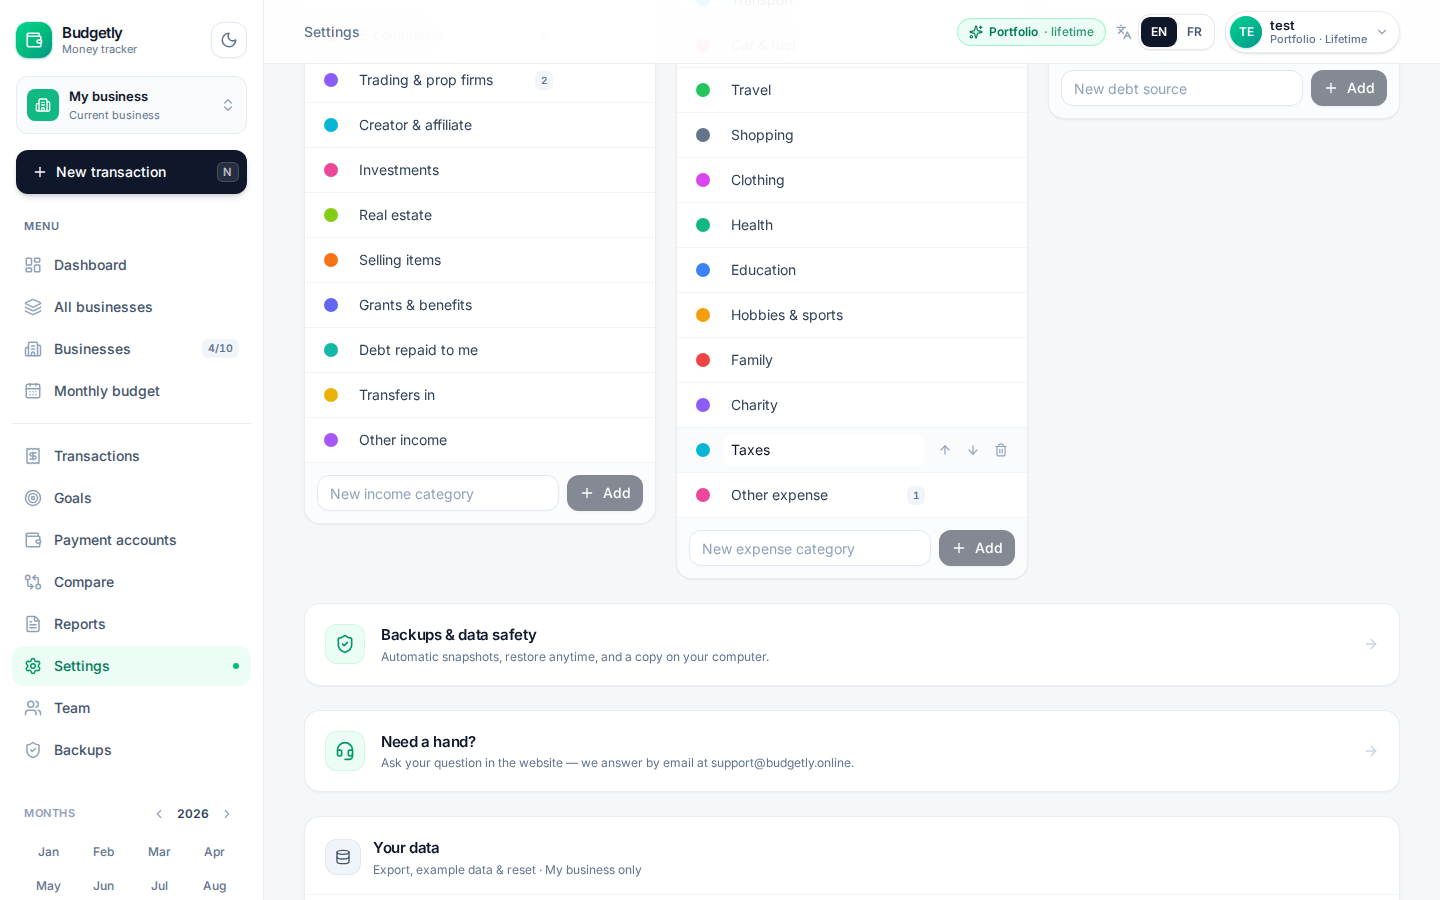 Budgetly
Money tracker
My business
Current business
New transaction N
MENU
Dashboard
All businesses
Businesses 4/10
Monthly budget
Transactions
Goals
Payment accounts
Compare
Reports
Settings
Team
Backups
MONTHS 2026
Jan Feb Mar Apr
May Jun Jul Aug
Settings
Portfolio · lifetime
EN FR
TE
test
Portfolio · Lifetime
Trading & prop firms 2
Creator & affiliate
Investments
Real estate
Selling items
Grants & benefits
Debt repaid to me
Transfers in
Other income
New income category
Add
Transport
Car & fuel
Travel
Shopping
Clothing
Health
Education
Hobbies & sports
Family
Charity
Taxes
Other expense 1
New expense category
Add
New debt source
Add
Backups & data safety
Automatic snapshots, restore anytime, and a copy on your computer.
Need a hand?
Ask your question in the website — we answer by email at support@budgetly.online.
Your data
Export, example data & reset · My business only